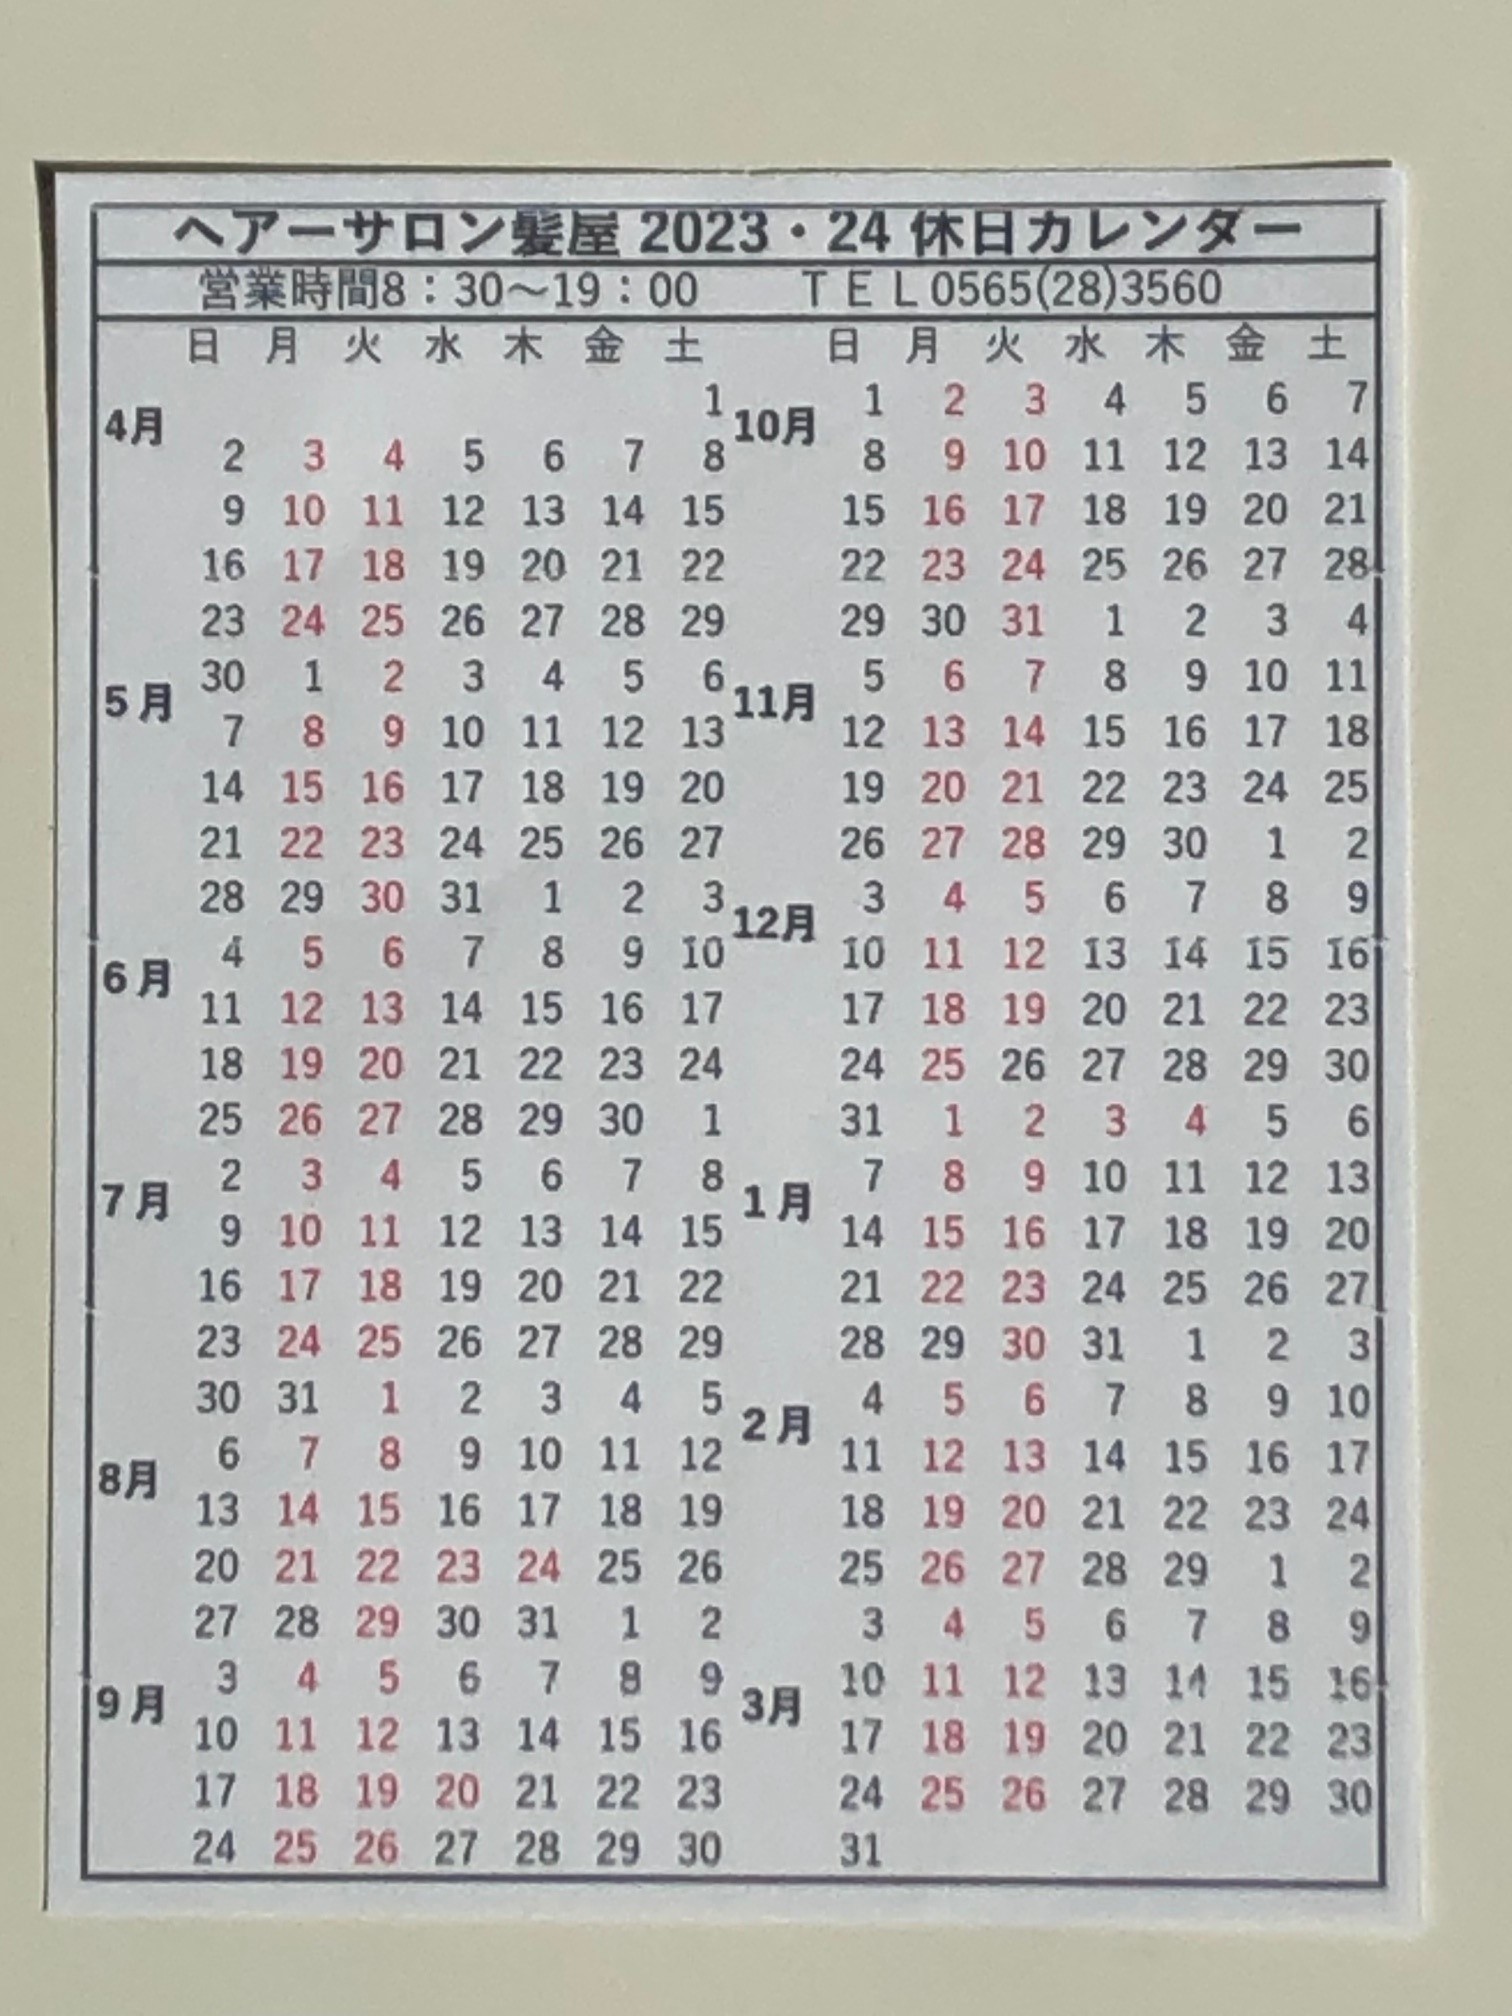 ヘアーサロン髪屋 2023・24 休日カレンダー
営業時間8：30～19：00　ＴＥＬ0565(28)3560
日 月 火 水 木 金 土 日 月 火 水 木 金 土
4月 1 10月 1 2 3 4 5 6 7
2 3 4 5 6 7 8 8 9 10 11 12 13 14
9 10 11 12 13 14 15 15 16 17 18 19 20 21
16 17 18 19 20 21 22 22 23 24 25 26 27 28
23 24 25 26 27 28 29 29 30 31 1 2 3 4
5月 30 1 2 3 4 5 6 11月 5 6 7 8 9 10 11
7 8 9 10 11 12 13 12 13 14 15 16 17 18
14 15 16 17 18 19 20 19 20 21 22 23 24 25
21 22 23 24 25 26 27 26 27 28 29 30 1 2
28 29 30 31 1 2 3 12月 3 4 5 6 7 8 9
6月 4 5 6 7 8 9 10 10 11 12 13 14 15 16
11 12 13 14 15 16 17 17 18 19 20 21 22 23
18 19 20 21 22 23 24 24 25 26 27 28 29 30
25 26 27 28 29 30 1 31 1 2 3 4 5 6
7月 2 3 4 5 6 7 8 1月 7 8 9 10 11 12 13
9 10 11 12 13 14 15 14 15 16 17 18 19 20
16 17 18 19 20 21 22 21 22 23 24 25 26 27
23 24 25 26 27 28 29 28 29 30 31 1 2 3
30 31 1 2 3 4 5 2月 4 5 6 7 8 9 10
8月 6 7 8 9 10 11 12 11 12 13 14 15 16 17
13 14 15 16 17 18 19 18 19 20 21 22 23 24
20 21 22 23 24 25 26 25 26 27 28 29 1 2
27 28 29 30 31 1 2 3 4 5 6 7 8 9
9月 3 4 5 6 7 8 9 3月 10 11 12 13 14 15 16
10 11 12 13 14 15 16 17 18 19 20 21 22 23
17 18 19 20 21 22 23 24 25 26 27 28 29 30
24 25 26 27 28 29 30 31